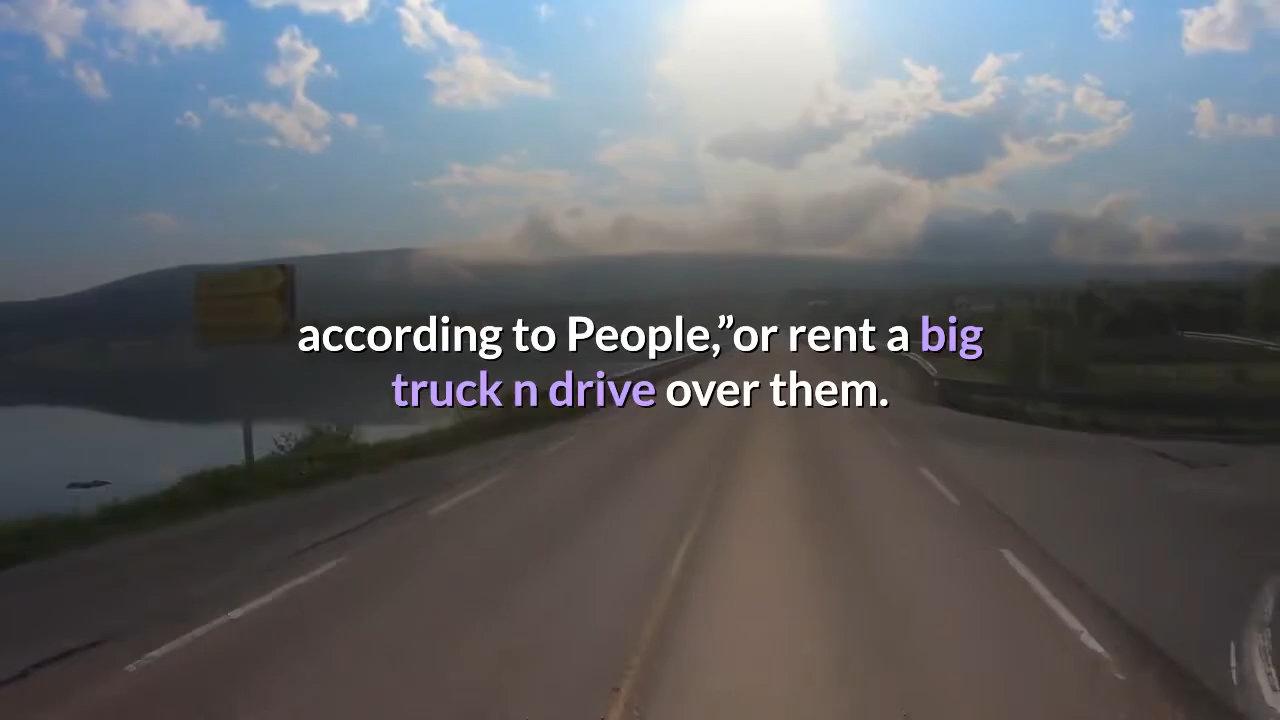 according to People,”or rent a big
truck n drive over them.